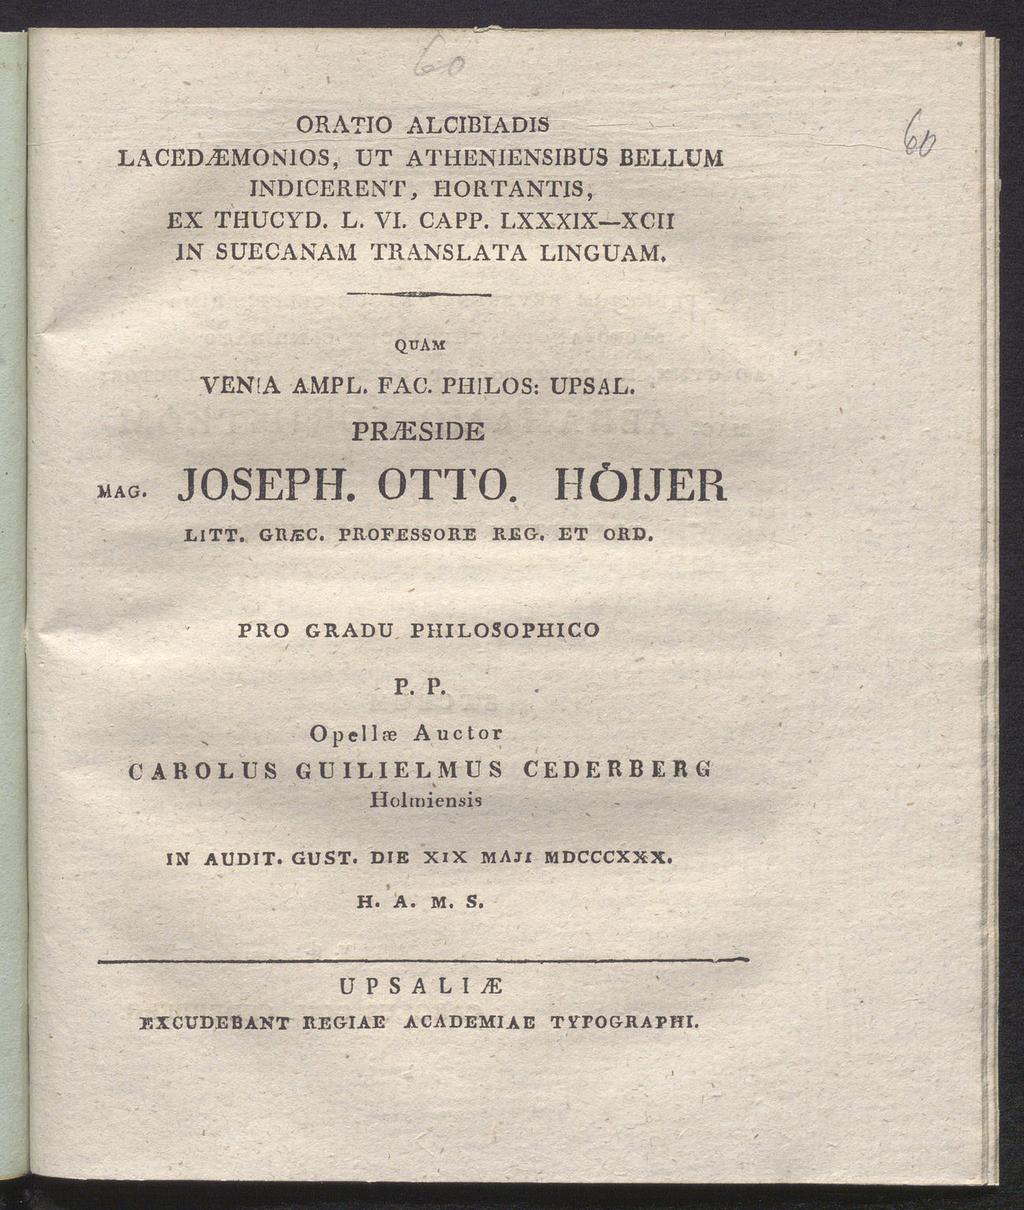 60
60
ORATIO ALCIBIADIS
LACEDÆMONIOS, UT ATHENIENSIBUS BELLUM
INDICERENT, HORTANTIS,
EX THUCYD. L. VI. CAPP. LXXXIX—XCII
IN SUECANAM TRANSLATA LINGUAM.
QUAM
VENIA AMPL. FAC. PHILOS: UPSAL.
PRÆSIDE
MAG. JOSEPH. OTTO. HÖIJER
LITT. GRÆC. PROFESSORE REG. ET ORD.
PRO GRADU PHILOSOPHICO
P. P.
Opellæ Auctor
CAROLUS GUILIELMUS CEDERBERG
Holmiensis
IN AUDIT. GUST. DIE XIX MAJI MDCCCXXX.
H. A. M. S.
UPSALIÆ
EXCUDEBANT REGIAE ACADEMIAE TYPOGRAPHI.